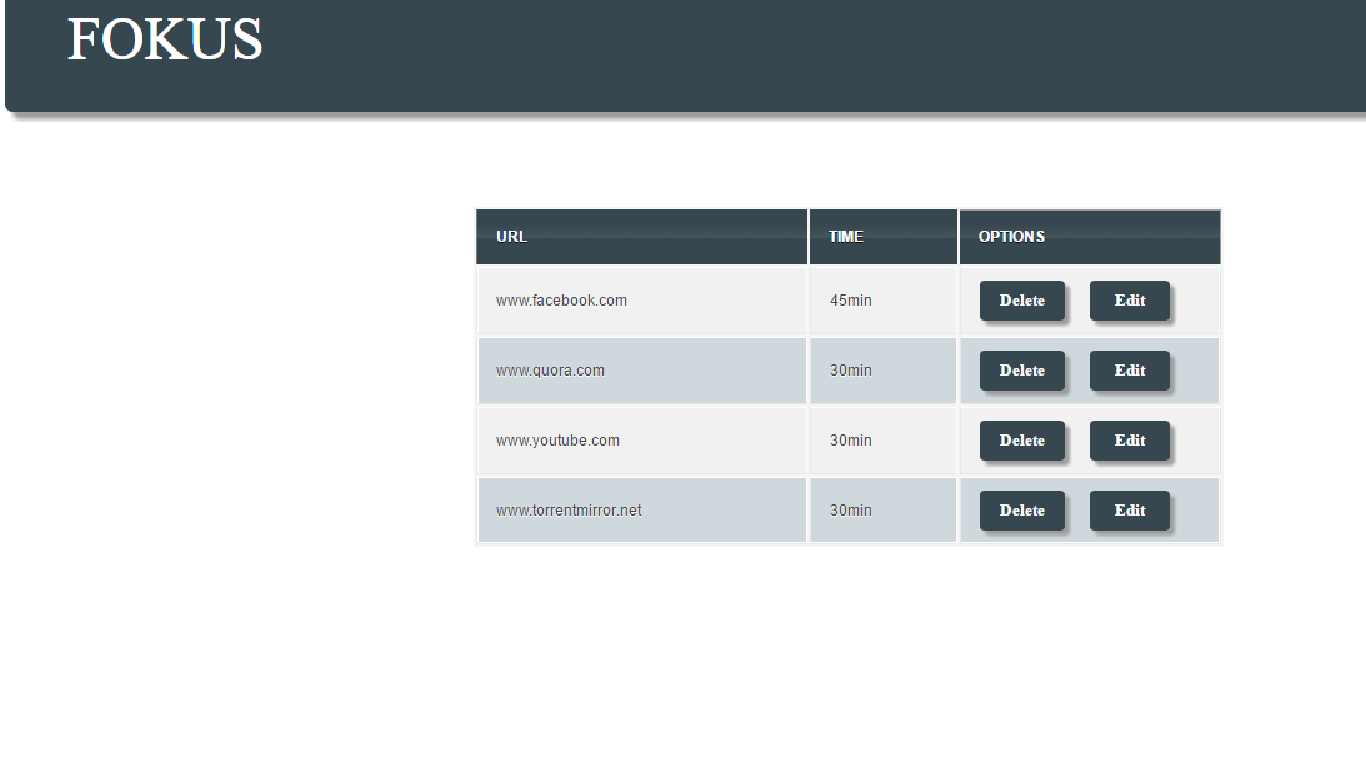 FOKUS
URL TIME OPTIONS
www.facebook.com 45min Delete Edit
www.quora.com 30min Delete Edit
www.youtube.com 30min Delete Edit
www.torrentmirror.net 30min Delete Edit